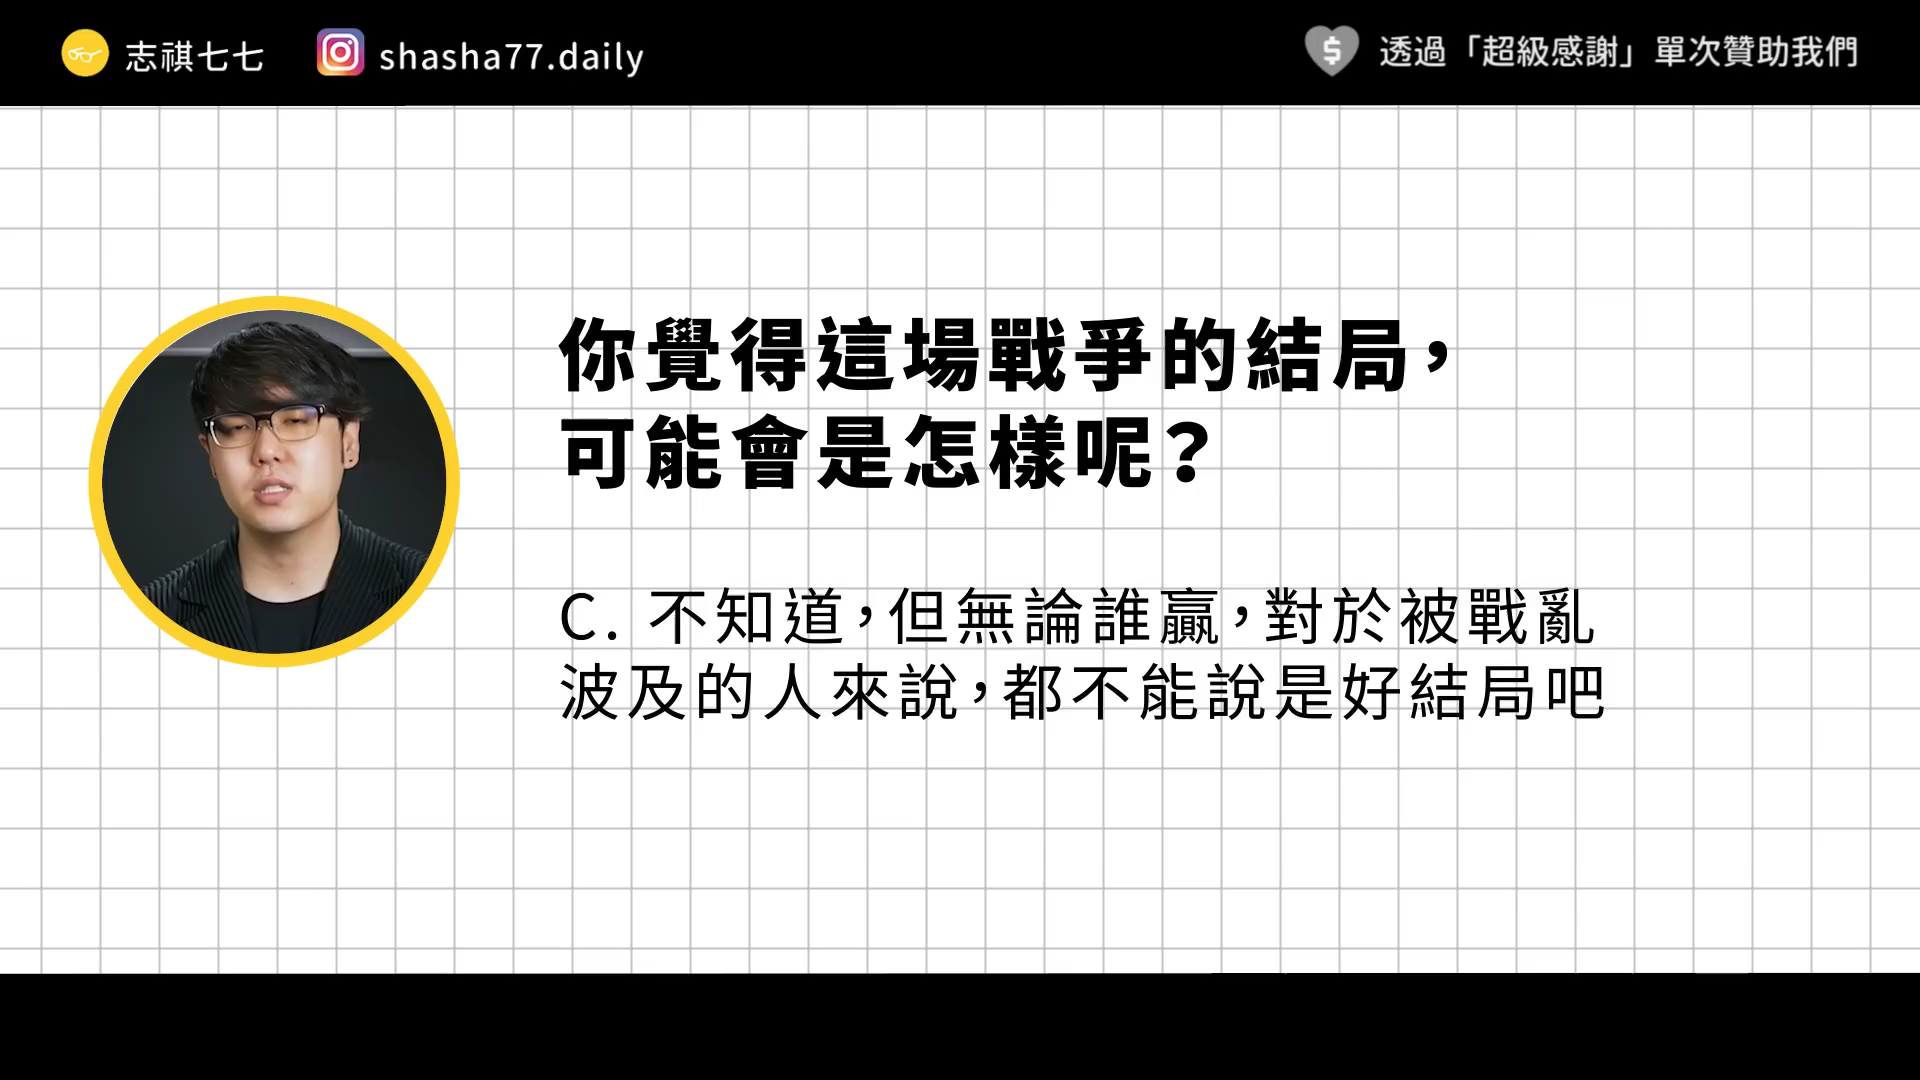 志祺七七
shasha77.daily
透過「超級感謝」單次贊助我們
你覺得這場戰爭的結局，
可能會是怎樣呢？
C. 不知道，但無論誰贏，對於被戰亂
波及的人來說，都不能說是好結局吧